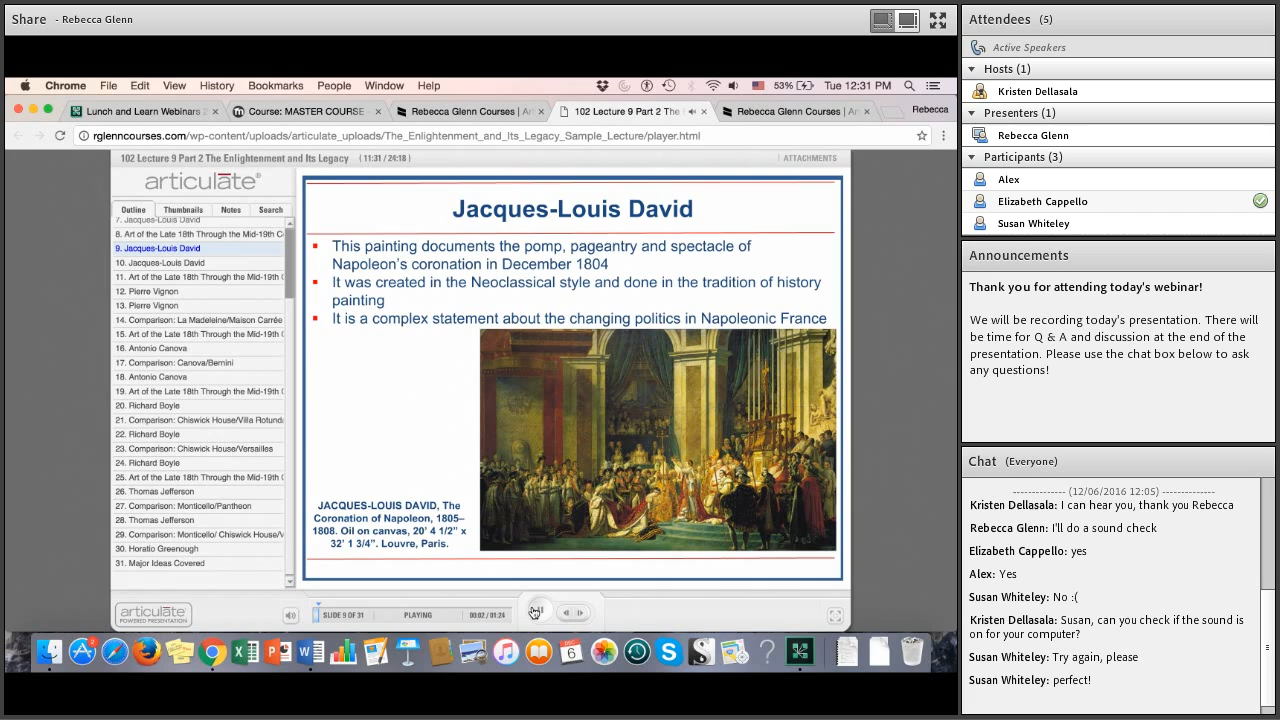 Share - Rebecca Glenn
Chrome File Edit View History Bookmarks People Window Help 53% Tue 12:31 PM
Lunch and Learn Webinars 2 × Course: MASTER COURSE - × Rebecca Glenn Courses | Art × 102 Lecture 9 Part 2 The × Rebecca Glenn Courses | Art × Rebecca
rglenncourses.com/wp-content/uploads/articulate_uploads/The_Enlightenment_and_Its_Legacy_Sample_Lecture/player.html
102 Lecture 9 Part 2 The Enlightenment and Its Legacy (11:31 / 24:18) ATTACHMENTS
articulate®
Outline Thumbnails Notes Search
7. Jacques-Louis David
8. Art of the Late 18th Through the Mid-19th C
9. Jacques-Louis David
10. Jacques-Louis David
11. Art of the Late 18th Through the Mid-19th C
12. Pierre Vignon
13. Pierre Vignon
14. Comparison: La Madeleine/Maison Carrée
15. Art of the Late 18th Through the Mid-19th C
16. Antonio Canova
17. Comparison: Canova/Bernini
18. Antonio Canova
19. Art of the Late 18th Through the Mid-19th C
20. Richard Boyle
21. Comparison: Chiswick House/Villa Rotund
22. Richard Boyle
23. Comparison: Chiswick House/Versailles
24. Richard Boyle
25. Art of the Late 18th Through the Mid-19th C
26. Thomas Jefferson
27. Comparison: Monticello/Pantheon
28. Thomas Jefferson
29. Comparison: Monticello/ Chiswick House/V
30. Horatio Greenough
31. Major Ideas Covered
Jacques-Louis David
This painting documents the pomp, pageantry and spectacle of
Napoleon's coronation in December 1804
It was created in the Neoclassical style and done in the tradition of history
painting
It is a complex statement about the changing politics in Napoleonic France
JACQUES-LOUIS DAVID, The
Coronation of Napoleon, 1805–
1808. Oil on canvas, 20' 4 1/2" x
32' 1 3/4". Louvre, Paris.
articulate®
POWERED PRESENTATION
SLIDE 9 OF 31 PLAYING 00:02 / 01:24
2
DEC
6
Attendees (5)
Active Speakers
Hosts (1)
Kristen Dellasala
Presenters (1)
Rebecca Glenn
Participants (3)
Alex
Elizabeth Cappello
Susan Whiteley
Announcements
Thank you for attending today's webinar!
We will be recording today's presentation. There will
be time for Q & A and discussion at the end of the
presentation. Please use the chat box below to ask
any questions!
Chat (Everyone)
-------------- (12/06/2016 12:05) --------------
Kristen Dellasala: I can hear you, thank you Rebecca
Rebecca Glenn: I'll do a sound check
Elizabeth Cappello: yes
Alex: Yes
Susan Whiteley: No :(
Kristen Dellasala: Susan, can you check if the sound is
on for your computer?
Susan Whiteley: Try again, please
Susan Whiteley: perfect!